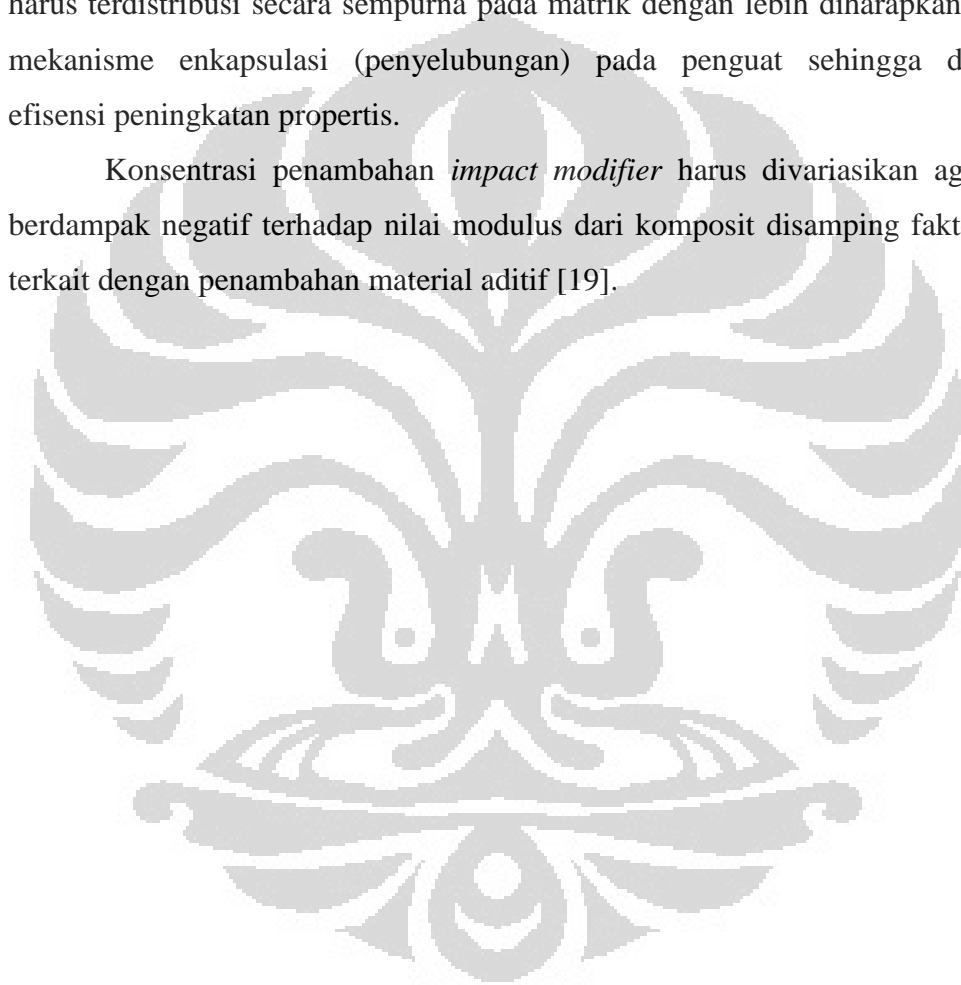 harus terdistribusi secara sempurna pada matrik dengan lebih diharapkan
mekanisme enkapsulasi (penyelubungan) pada penguat sehingga
efisensi peningkatan propertis.
Konsentrasi penambahan impact modifier harus divariasikan
berdampak negatif terhadap nilai modulus dari komposit disamping
terkait dengan penambahan material aditif [19].